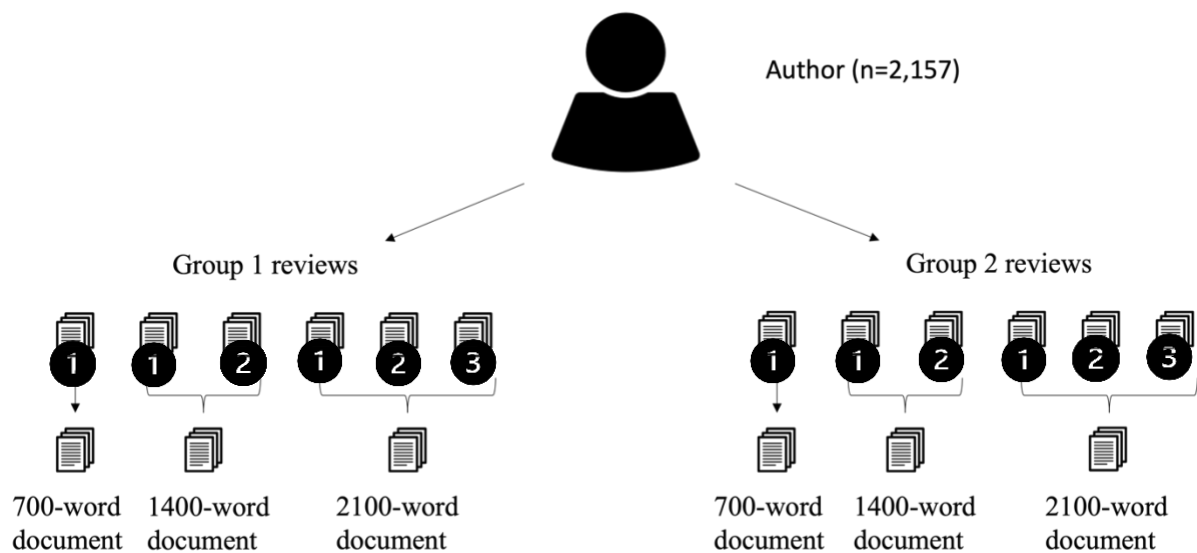 Author (n=2,157)
Group 1 reviews
Group 2 reviews
1 1 2 1 2 3
1 1 2 1 2 3
700-word
document
1400-word
document
2100-word
document
700-word
document
1400-word
document
2100-word
document